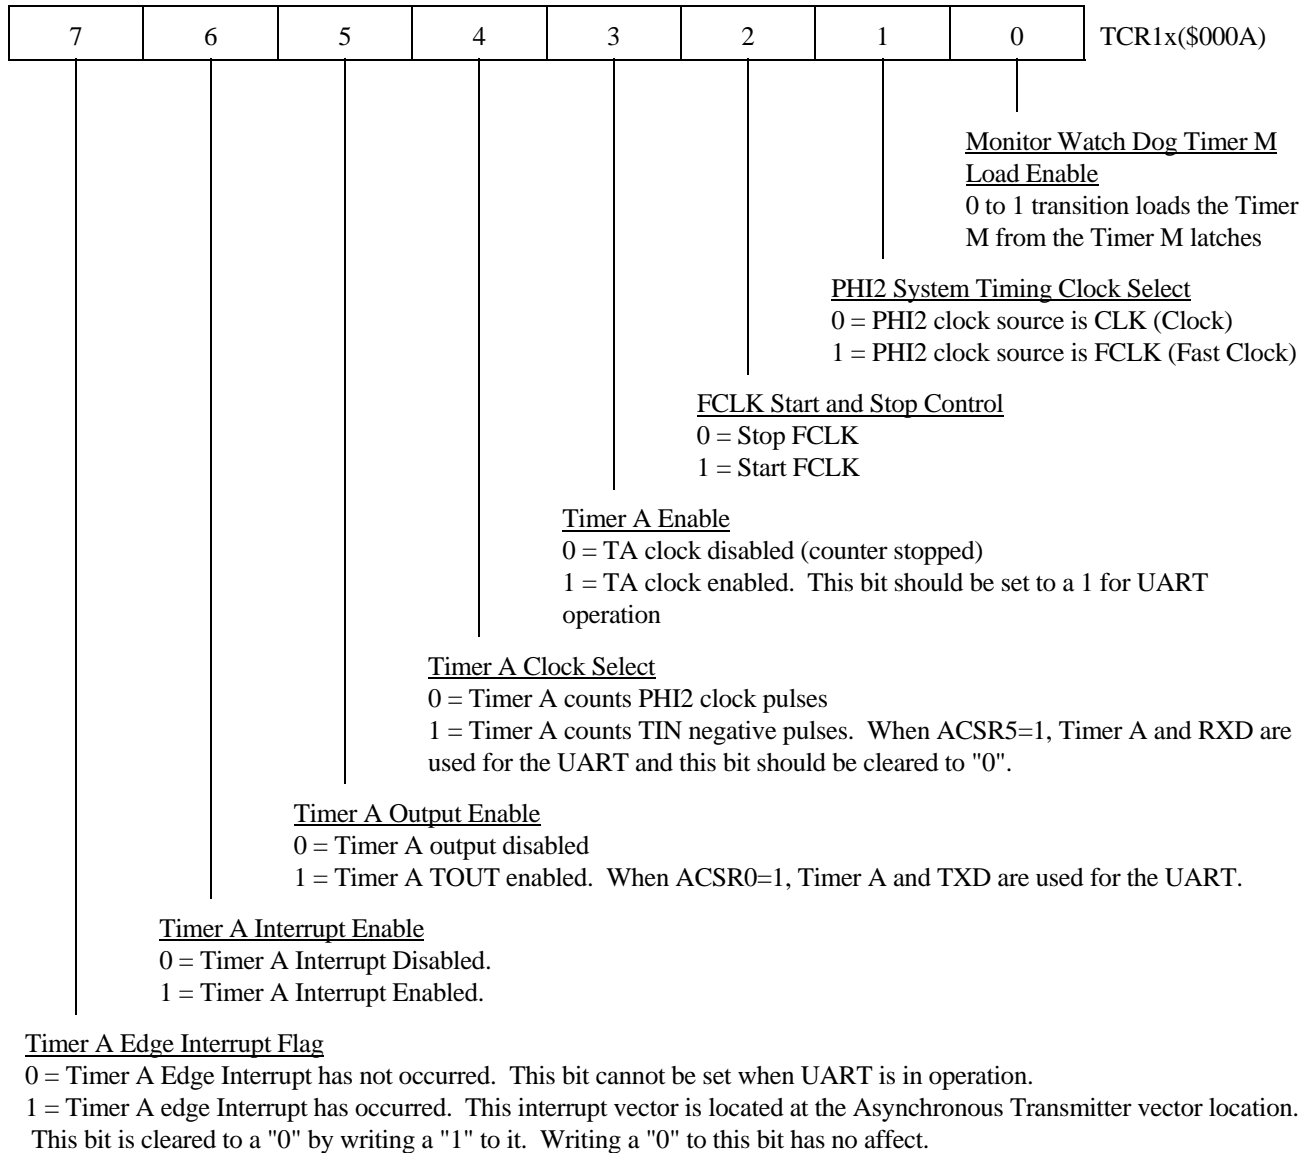 7 6 5 4 3 2 1 0 TCR1x($000A)
Monitor Watch Dog Timer M
Load Enable
0 to 1 transition loads the Timer
M from the Timer M latches
PHI2 System Timing Clock Select
0 = PHI2 clock source is CLK (Clock)
1 = PHI2 clock source is FCLK (Fast Clock)
FCLK Start and Stop Control
0 = Stop FCLK
1 = Start FCLK
Timer A Enable
0 = TA clock disabled (counter stopped)
1 = TA clock enabled.  This bit should be set to a 1 for UART
operation
Timer A Clock Select
0 = Timer A counts PHI2 clock pulses
1 = Timer A counts TIN negative pulses.  When ACSR5=1, Timer A and RXD are
used for the UART and this bit should be cleared to "0".
Timer A Output Enable
0 = Timer A output disabled
1 = Timer A TOUT enabled.  When ACSR0=1, Timer A and TXD are used for the UART.
Timer A Interrupt Enable
0 = Timer A Interrupt Disabled.
1 = Timer A Interrupt Enabled.
Timer A Edge Interrupt Flag
0 = Timer A Edge Interrupt has not occurred.  This bit cannot be set when UART is in operation.
1 = Timer A edge Interrupt has occurred.  This interrupt vector is located at the Asynchronous Transmitter vector location.
This bit is cleared to a "0" by writing a "1" to it.  Writing a "0" to this bit has no affect.